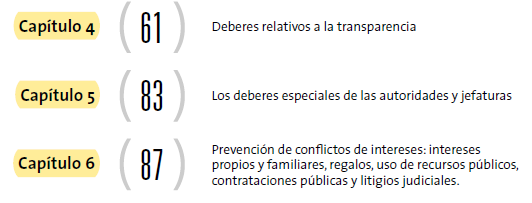 Capítulo 4 ( 61 ) Deberes relativos a la transparencia
Capítulo 5 ( 83 ) Los deberes especiales de las autoridades y jefaturas
Capítulo 6 ( 87 ) Prevención de conflictos de intereses: intereses
propios y familiares, regalos, uso de recursos públicos,
contrataciones públicas y litigios judiciales.